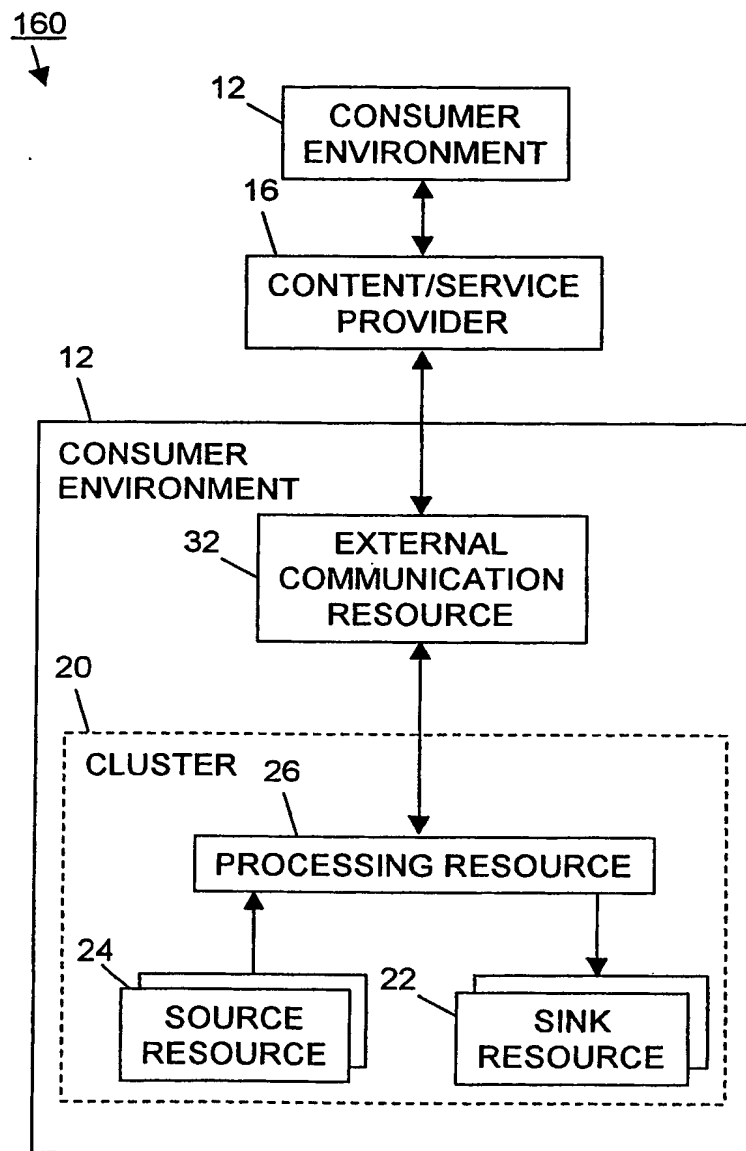 160
12
CONSUMER
ENVIRONMENT
16
CONTENT/SERVICE
PROVIDER
12
CONSUMER
ENVIRONMENT
32
EXTERNAL
COMMUNICATION
RESOURCE
20
CLUSTER
26
PROCESSING RESOURCE
24
SOURCE
RESOURCE
22
SINK
RESOURCE